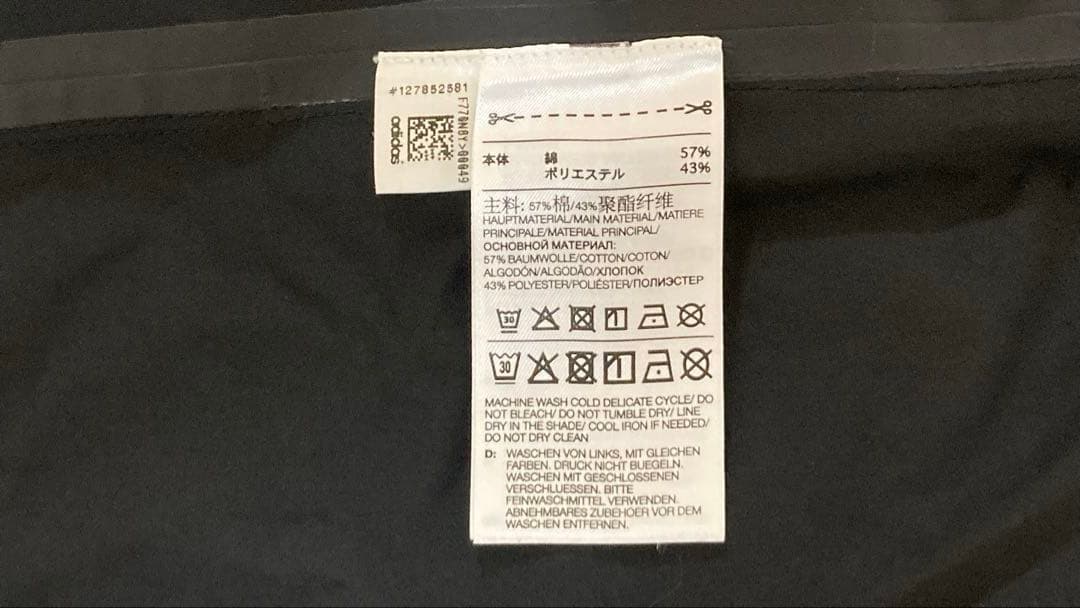 #127852581
F770N8Y>00049
adidas
本体 綿 57%
ポリエステル 43%
主料: 57%棉/43%聚酯纤维
HAUPTMATERIAL/MAIN MATERIAL/MATIERE
PRINCIPALE/MATERIAL PRINCIPAL/
ОСНОВНОЙ МАТЕРИАЛ:
57% BAUMWOLLE/COTTON/COTON/
ALGODÓN/ALGODÃO/ХЛОПОК
43% POLYESTER/POLIÉSTER/ПОЛИЭСТЕР
30
30
MACHINE WASH COLD DELICATE CYCLE/ DO
NOT BLEACH/ DO NOT TUMBLE DRY/ LINE
DRY IN THE SHADE/ COOL IRON IF NEEDED/
DO NOT DRY CLEAN
D: WASCHEN VON LINKS, MIT GLEICHEN
FARBEN. DRUCK NICHT BUEGELN.
WASCHEN MIT GESCHLOSSENEN
VERSCHLUESSEN. BITTE
FEINWASCHMITTEL VERWENDEN.
ABNEHMBARES ZUBEHOER VOR DEM
WASCHEN ENTFERNEN.